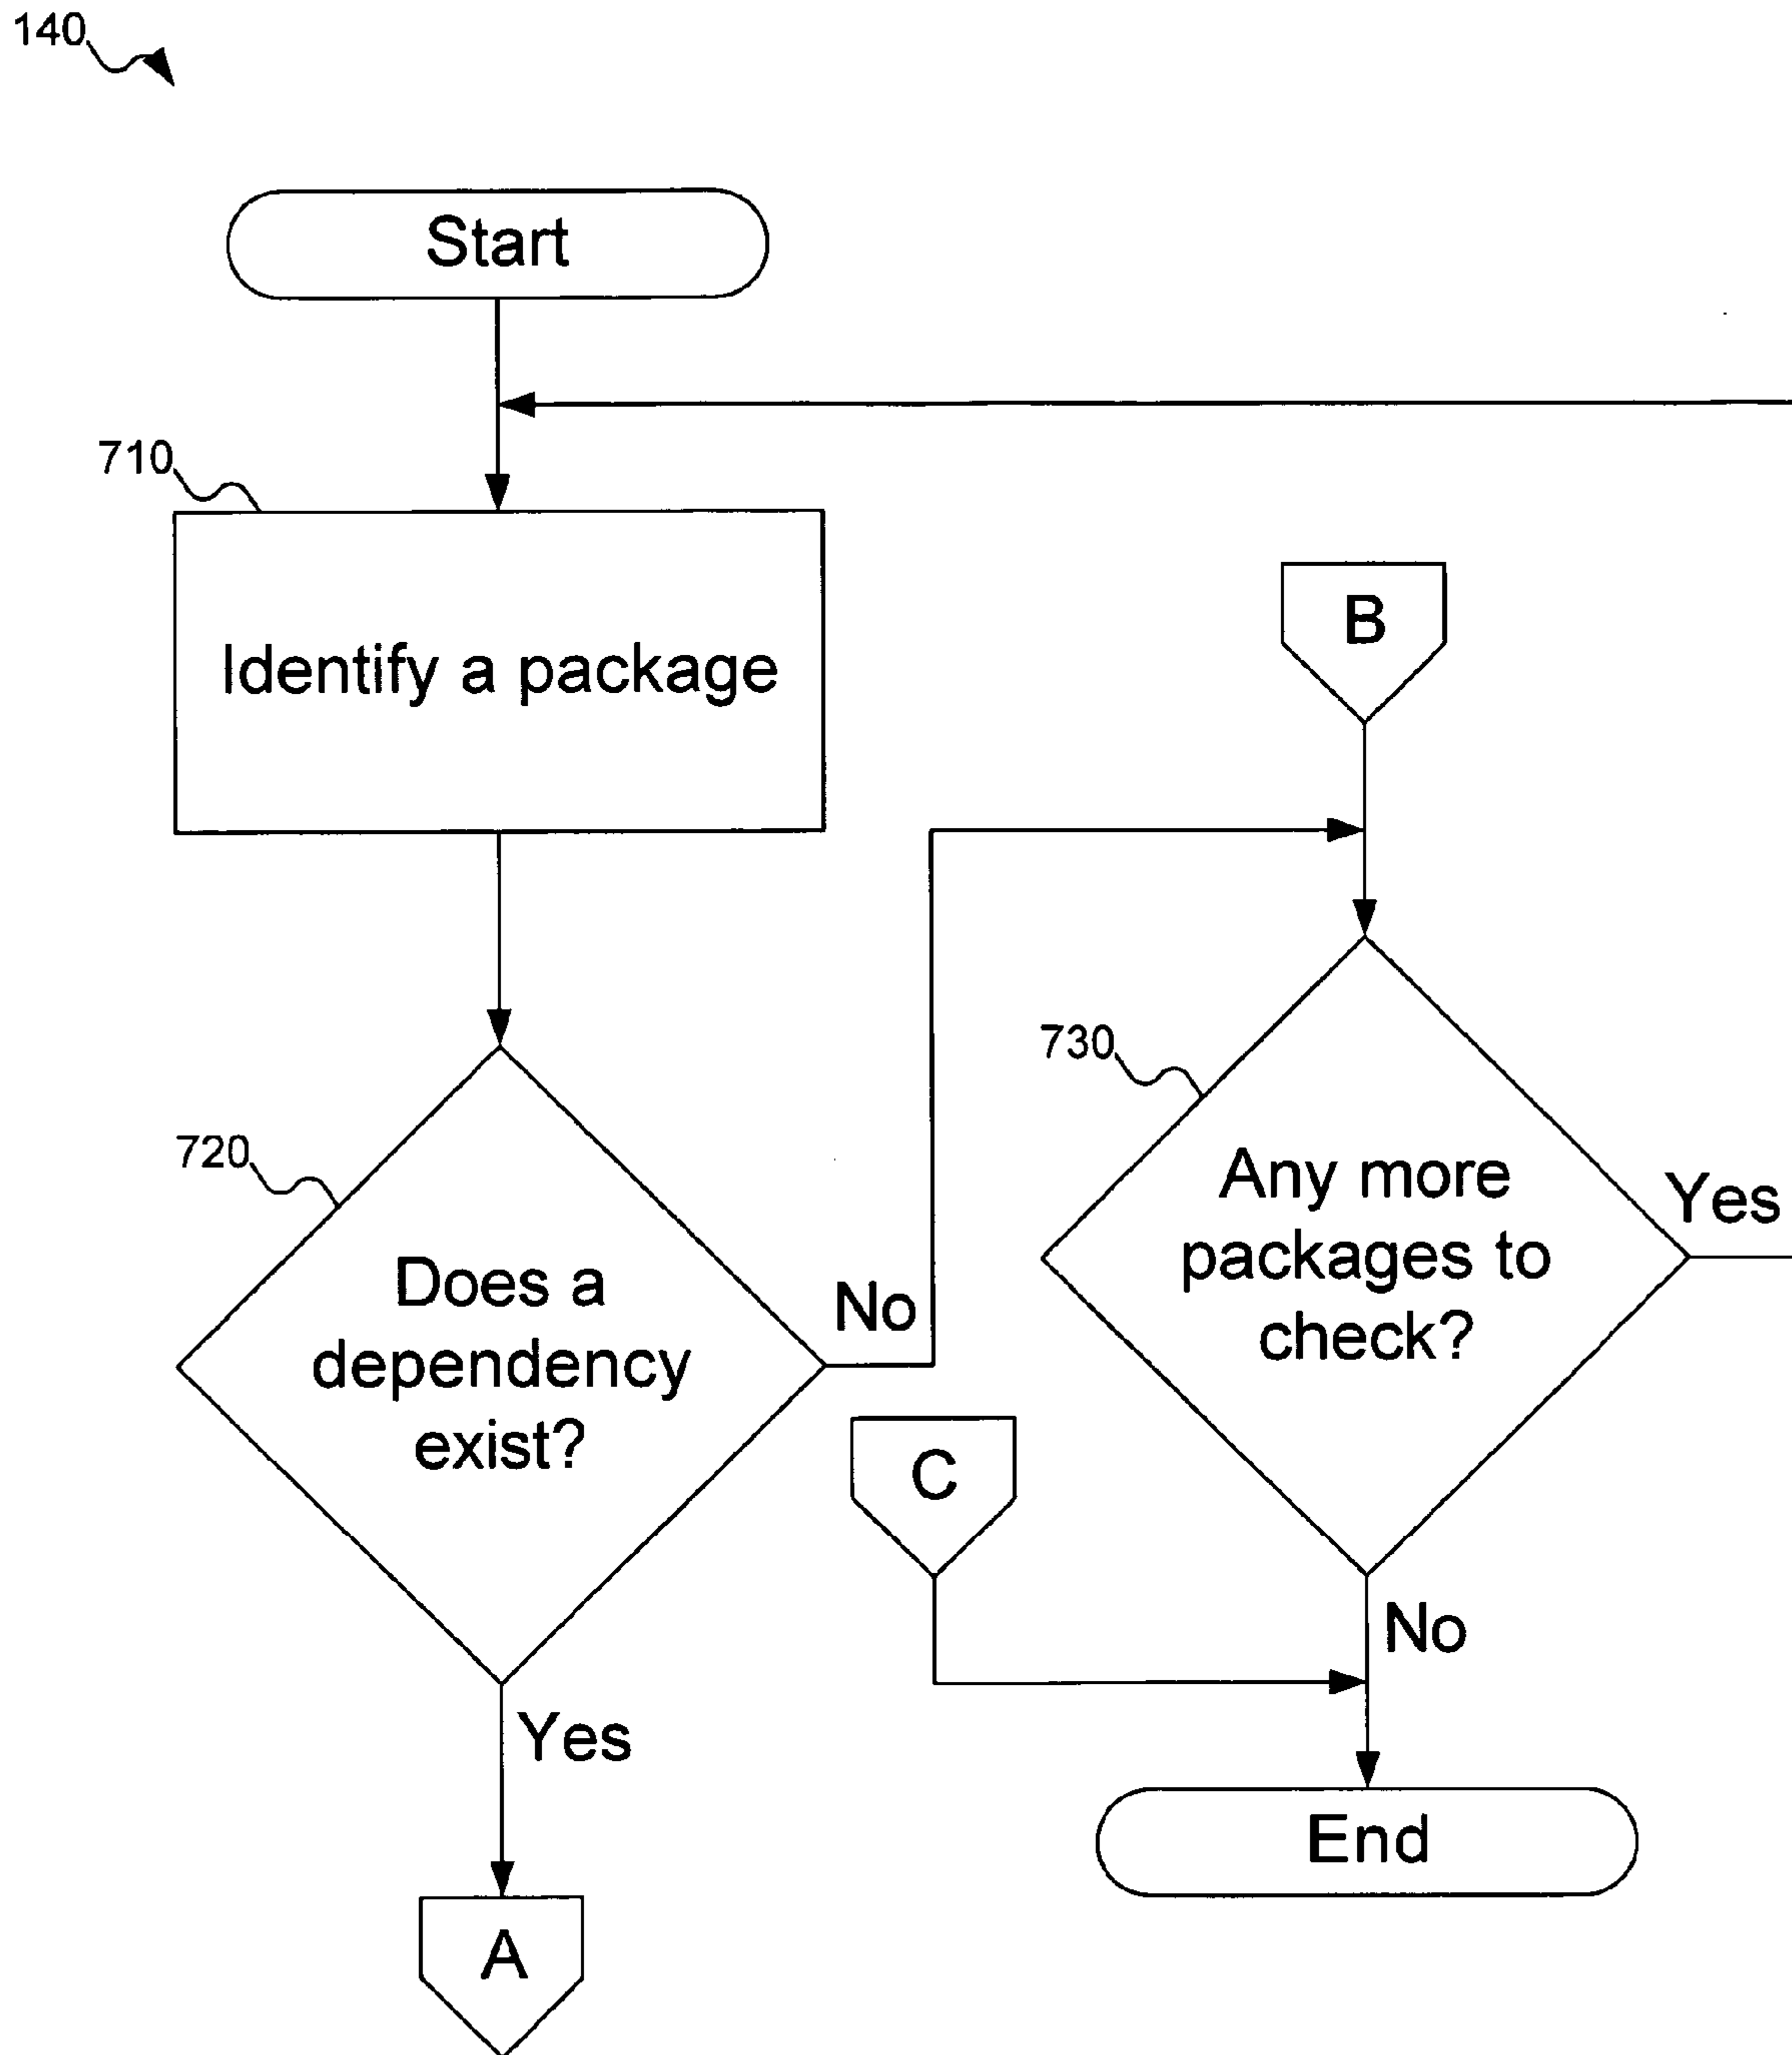 140
Start
710
Identify a package
B
730
Any more
packages to
check?
Yes
720
Does a
dependency
exist?
No
C
No
Yes
End
A